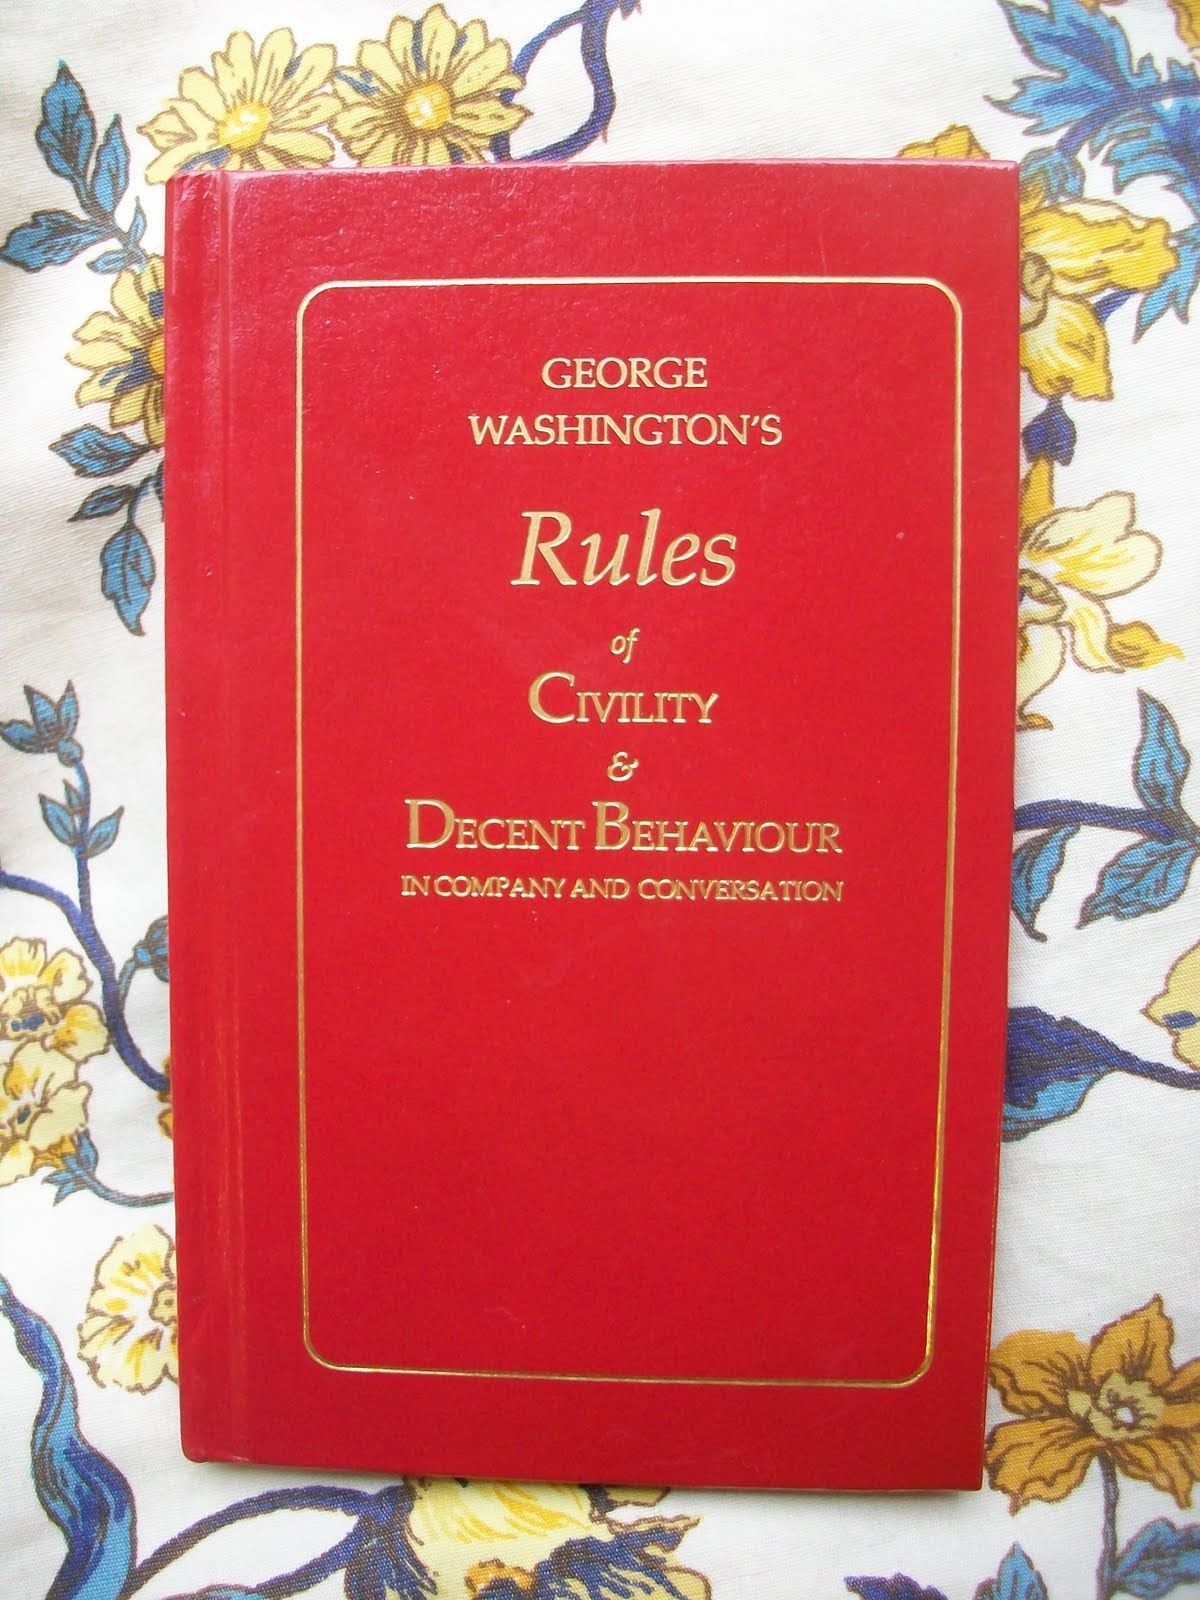 GEORGE
WASHINGTON'S
Rules
of
CIVILITY
&
DECENT BEHAVIOUR
IN COMPANY AND CONVERSATION